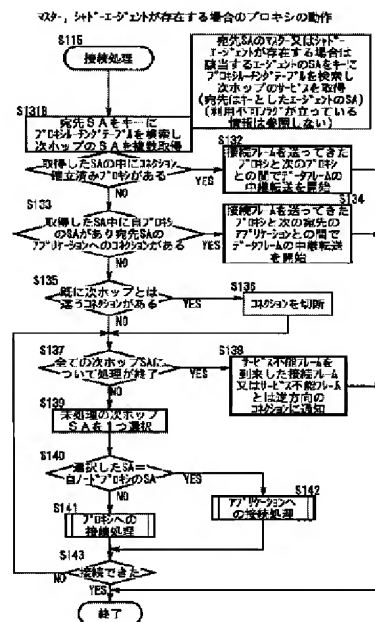 マスター，シャドーエージェントが存在する場合のプロキシの動作
S116
接続処理
宛先SAのマスター又はシャドー
エージェントが存在する場合は
該当するエージェントのSAをキーに
プロキシルーチングテーブルを検索し
次ホップのサービスを取得
(宛先はキーとしたエージェントのSA)
(利用不可フラグが立っている
情報は参照しない)
S131B
宛先SAをキーに
プロキシルーチングテーブルを検索し
次ホップのSAを複数取得
S132
取得したSAの中にコネクション
確立済みプロキシが
ある
YES
接続フレームを送ってきた
プロキシと次のプロキシ
との間でデータフレームの
中継転送を開始
NO
S133
S134
取得したSA中に自プロキシ
のSAがあり宛先SAの
アプリケーションへのコネクションがある
YES
接続フレームを送ってきた
プロキシと次の宛先の
アプリケーションとの間で
データフレームの中継転送
を開始
NO
S135
既に次ホップとは
違うコネクションがある
YES
S136
コネクションを切断
NO
S137
全ての次ホップSAに
ついて処理が終了
YES
S138
サービス不能フレームを
到来した接続フレーム
又はサービス不能フレーム
とは逆方向の
コネクションに通知
NO
S139
未処理の次ホップ
SAを1つ選択
S140
選択したSA=
自ノードプロキシのSA
YES
NO
S141
プロキシへの
接続処理
S142
アプリケーションへ
の接続処理
S143
接続できた
NO
YES
終了